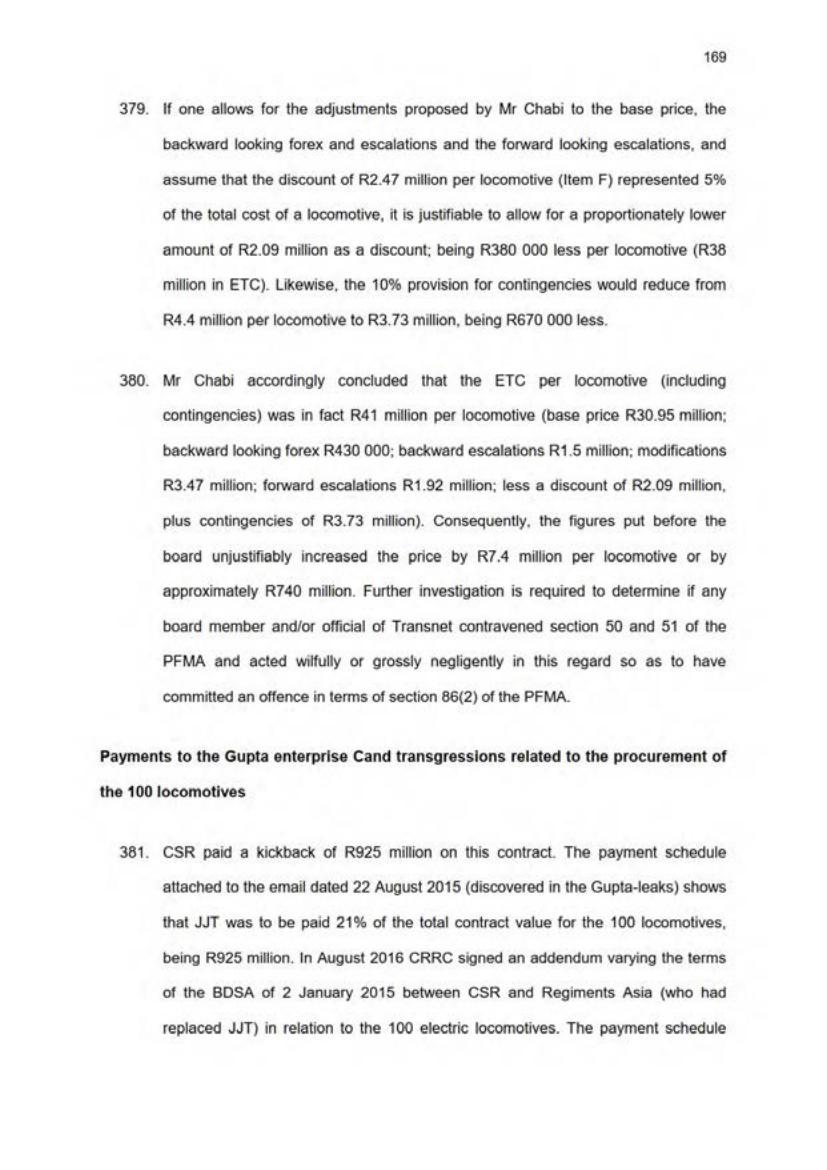 169
379. If one allows for the adjustments proposed by Mr Chabi to the base price, the
backward looking forex and escalations and the forward looking escalations, and
assume that the discount of R2.47 million per locomotive (Item F) represented 5%
of the total cost of a locomotive, it is justifiable to allow for a proportionately lower
amount of R2.09 million as a discount; being R380 000 less per locomotive (R38
million in ETC). Likewise, the 10% provision for contingencies would reduce from
R4.4 million per locomotive to R3.73 million, being R670 000 less.
380. Mr Chabi accordingly concluded that the ETC per locomotive (including
contingencies) was in fact R41 million per locomotive (base price R30.95 million;
backward looking forex R430 000; backward escalations R1.5 million; modifications
R3.47 million; forward escalations R1.92 million; less a discount of R2.09 million,
plus contingencies of R3.73 million). Consequently, the figures put before the
board unjustifiably increased the price by R7.4 million per locomotive or by
approximately R740 million. Further investigation is required to determine if any
board member and/or official of Transnet contravened section 50 and 51 of the
PFMA and acted wilfully or grossly negligently in this regard so as to have
committed an offence in terms of section 86(2) of the PFMA.
Payments to the Gupta enterprise Cand transgressions related to the procurement of
the 100 locomotives
381. CSR paid a kickback of R925 million on this contract. The payment schedule
attached to the email dated 22 August 2015 (discovered in the Gupta-leaks) shows
that JJT was to be paid 21% of the total contract value for the 100 locomotives,
being R925 million. In August 2016 CRRC signed an addendum varying the terms
of the BDSA of 2 January 2015 between CSR and Regiments Asia (who had
replaced JJT) in relation to the 100 electric locomotives. The payment schedule